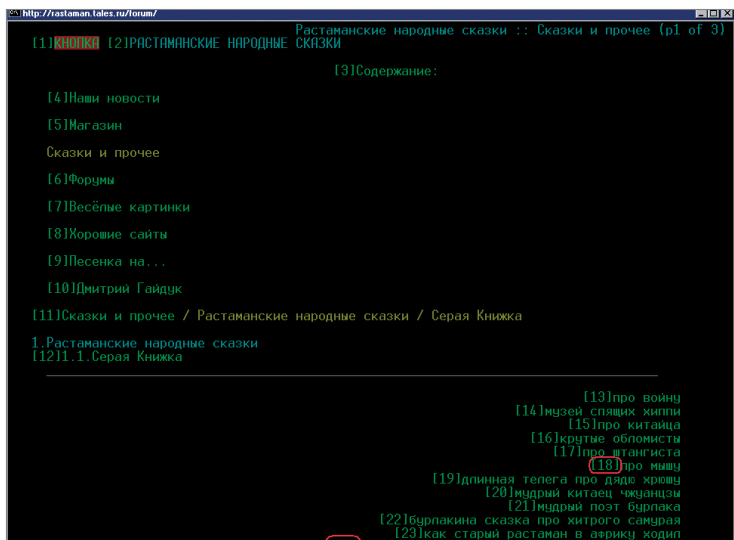 http://rastaman.tales.ru/forum/
Растаманские народные сказки :: Сказки и прочее (p1 of 3)
[1]КНОПКА [2]РАСТАМАНСКИЕ НАРОДНЫЕ СКАЗКИ
[3]Содержание:
[4]Наши новости
[5]Магазин
Сказки и прочее
[6]Форумы
[7]Весёлые картинки
[8]Хорошие сайты
[9]Песенка на...
[10]Дмитрий Гайдук
[11]Сказки и прочее / Растаманские народные сказки / Серая Книжка
1.Растаманские народные сказки
[12]1.1.Серая Книжка
[13]про войну
[14]музей спящих хиппи
[15]про китайца
[16]крутые обломисты
[17]про штангиста
[18]про мышу
[19]длинная телега про дядю хрюшу
[20]мудрый китаец чжуанцзы
[21]мудрый поэт бурлака
[22]бурлакина сказка про хитрого самурая
[23]как старый растаман в африку ходил